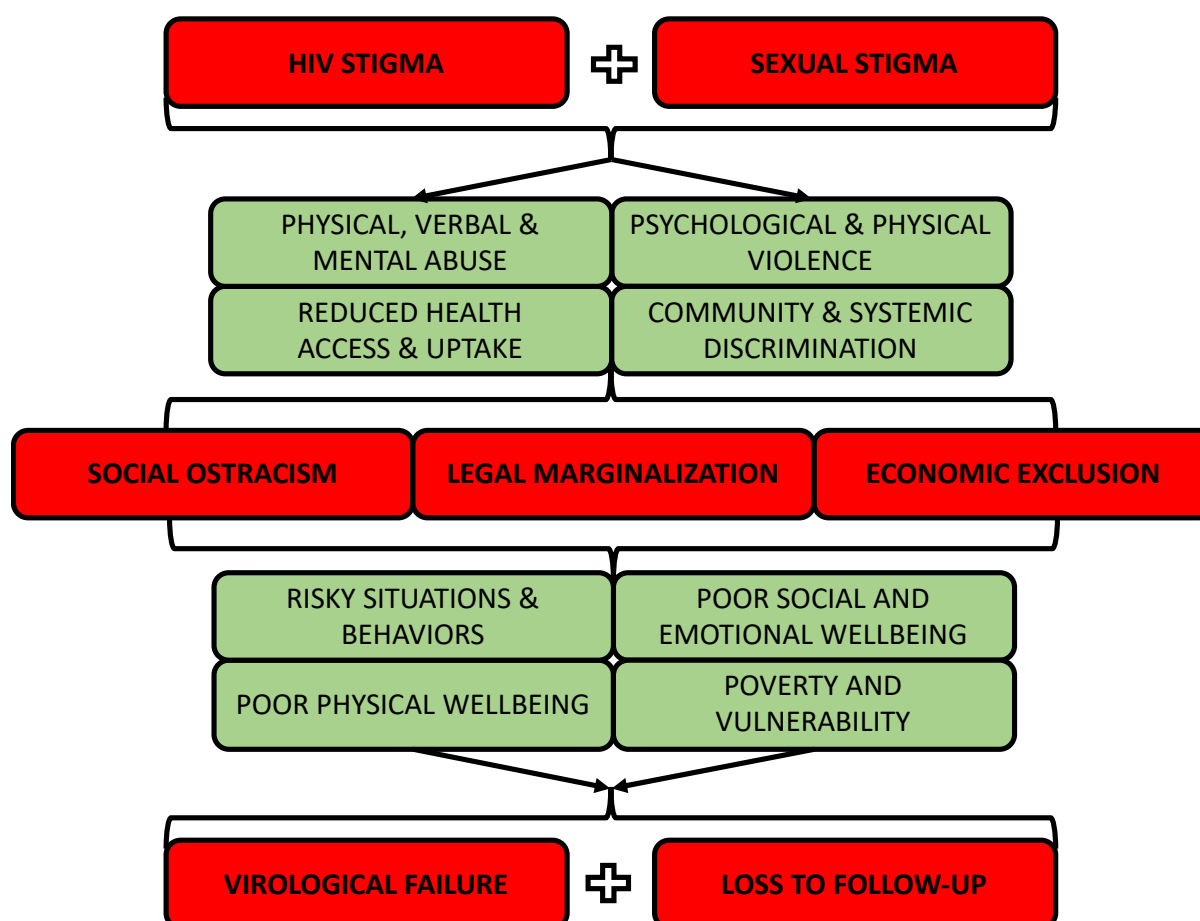 HIV STIGMA
SEXUAL STIGMA
PHYSICAL, VERBAL &
MENTAL ABUSE
PSYCHOLOGICAL & PHYSICAL
VIOLENCE
REDUCED HEALTH
ACCESS & UPTAKE
COMMUNITY & SYSTEMIC
DISCRIMINATION
SOCIAL OSTRACISM
LEGAL MARGINALIZATION
ECONOMIC EXCLUSION
RISKY SITUATIONS &
BEHAVIORS
POOR SOCIAL AND
EMOTIONAL WELLBEING
POOR PHYSICAL WELLBEING
POVERTY AND
VULNERABILITY
VIROLOGICAL FAILURE
LOSS TO FOLLOW-UP